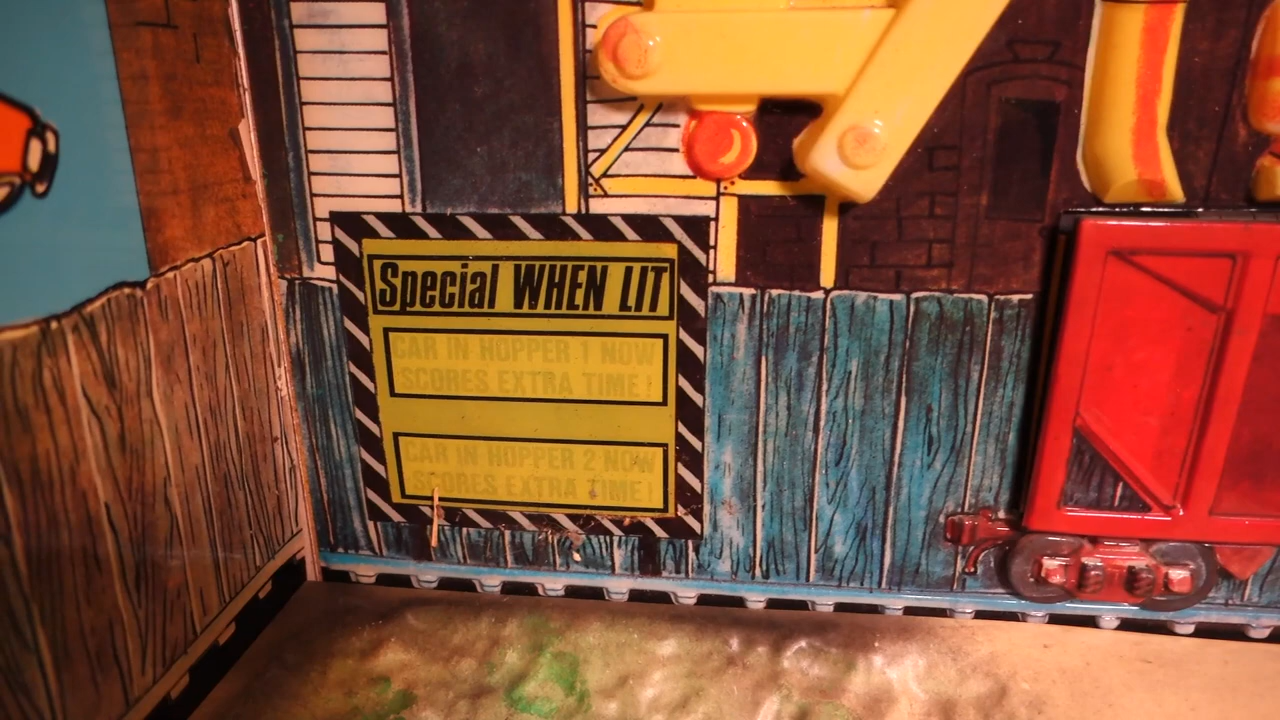 Special WHEN LIT
CAR IN HOPPER 1 NOW
SCORES EXTRA TIME!
CAR IN HOPPER 2 NOW
SCORES EXTRA TIME!